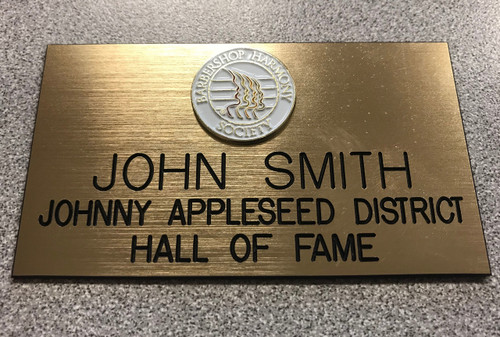 BARBERSHOP HARMONY
SOCIETY
JOHN SMITH
JOHNNY APPLESEED DISTRICT
HALL OF FAME